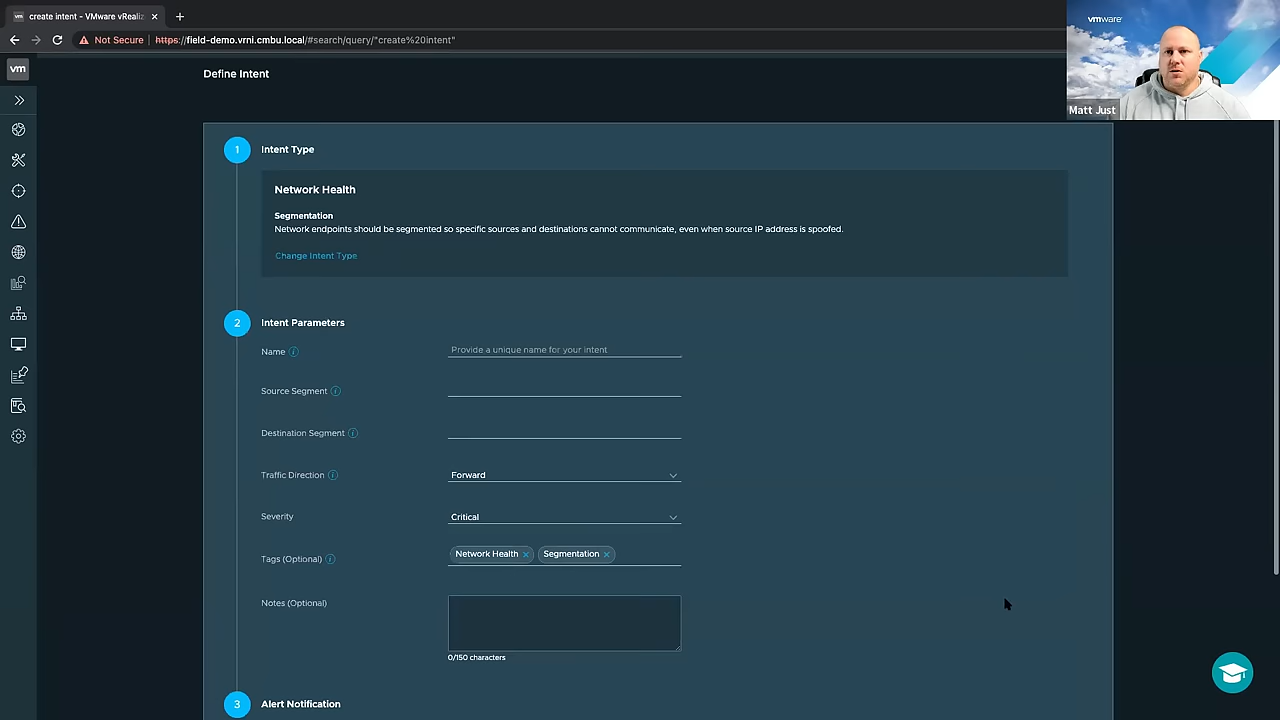 vm create intent - VMware vRealiz
Not Secure | https://field-demo.vrni.cmbu.local/#search/query/"create%20intent"
vmware
Matt Just
vm
Define Intent
1 Intent Type
Network Health
Segmentation
Network endpoints should be segmented so specific sources and destinations cannot communicate, even when source IP address is spoofed.
Change Intent Type
2 Intent Parameters
Name Provide a unique name for your intent
Source Segment
Destination Segment
Traffic Direction Forward
Severity Critical
Tags (Optional) Network Health Segmentation
Notes (Optional)
0/150 characters
3 Alert Notification